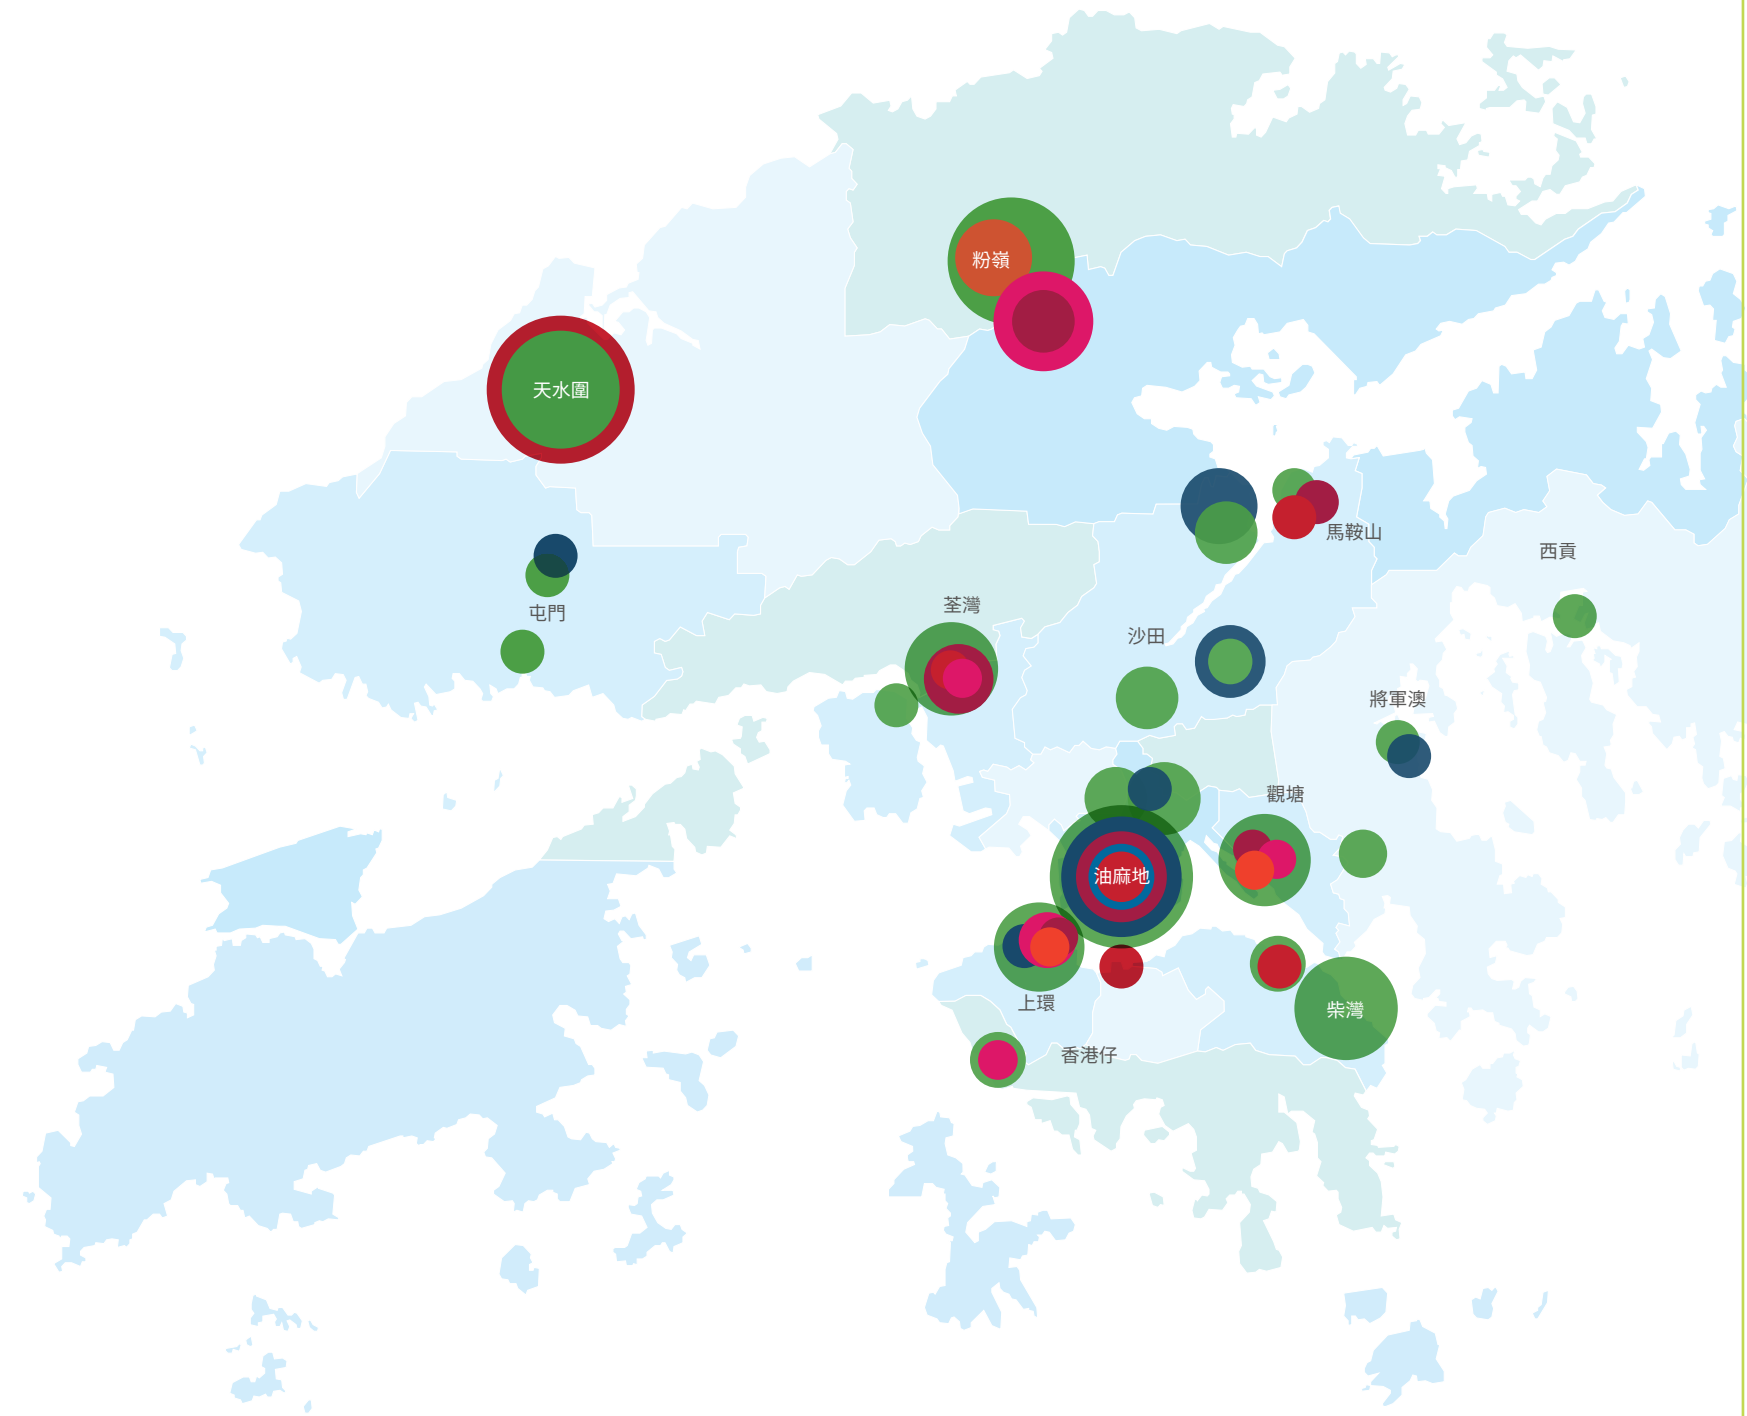 粉嶺
天水圍
馬鞍山
西貢
荃灣
屯門
沙田
將軍澳
觀塘
油麻地
上環
柴灣
香港仔